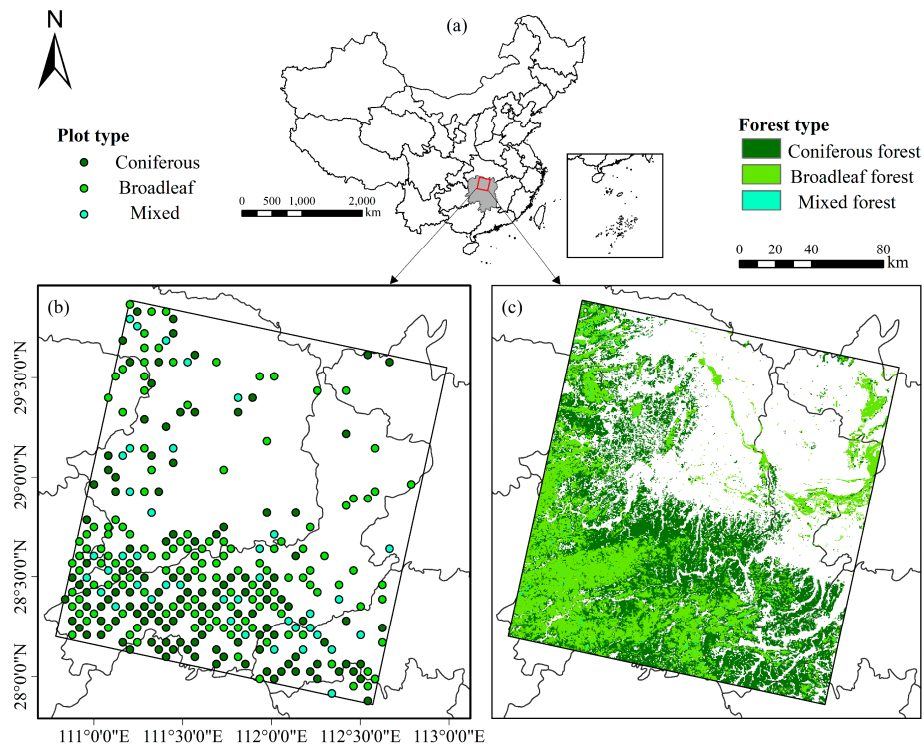 N
(a)
Plot type
Coniferous
Broadleaf
Mixed
0 500 1,000 2,000
km
Forest type
Coniferous forest
Broadleaf forest
Mixed forest
0 20 40 80
km
(b)
(c)
29°30'0"N
29°0'0"N
28°30'0"N
28°0'0"N
111°0'0"E 111°30'0"E 112°0'0"E 112°30'0"E 113°0'0"E